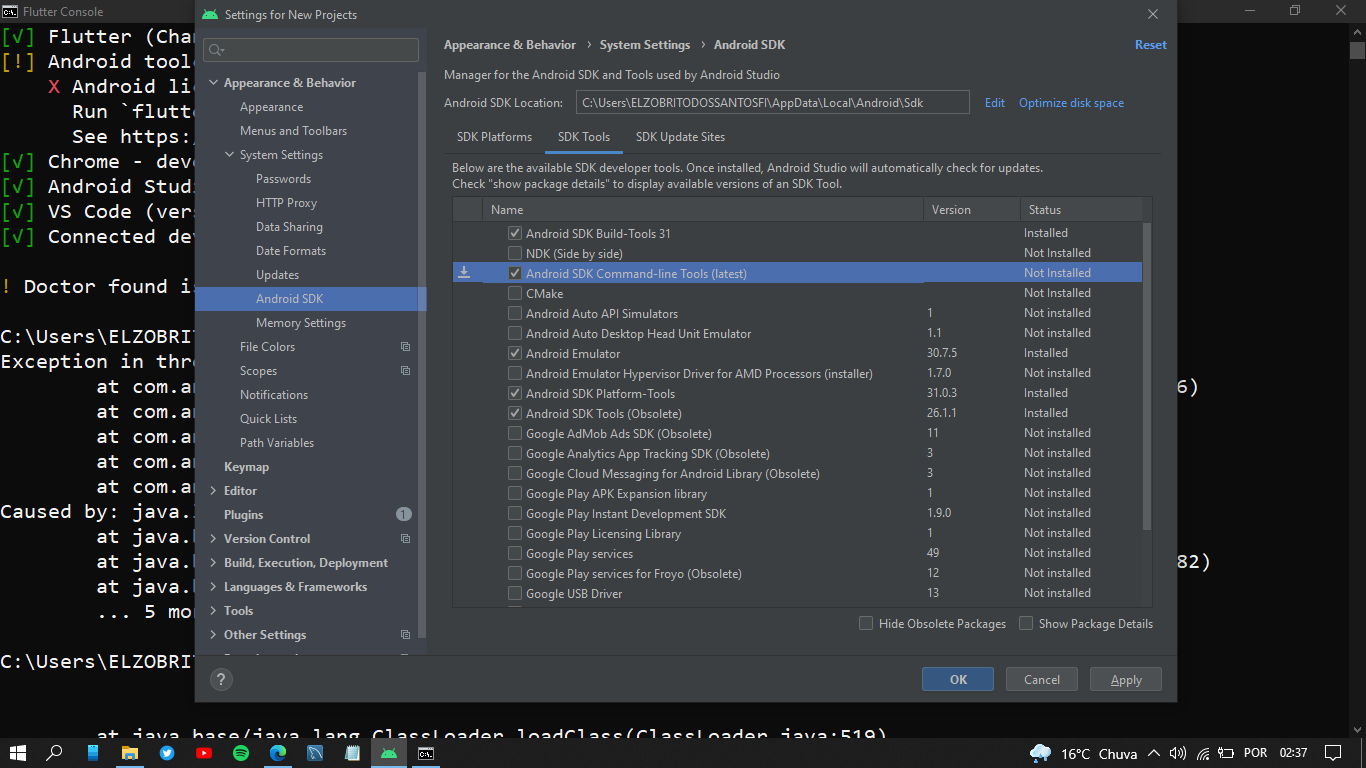 Flutter Console
[√] Flutter (Cha
[!] Android tool
X Android li
Run `flutt
See https:
[√] Chrome - dev
[√] Android Stud
[√] VS Code (ver
[√] Connected de
! Doctor found i
C:\Users\ELZOBRI
Exception in thr
at com.a
at com.a
at com.a
at com.a
at com.a
Caused by: java.
at java.
at java.
at java.
... 5 mo
C:\Users\ELZOBRI
6)
82)
at java.base/java.lang.ClassLoader.loadClass(ClassLoader.java:519)
Settings for New Projects
Appearance & Behavior
Appearance
Menus and Toolbars
System Settings
Passwords
HTTP Proxy
Data Sharing
Date Formats
Updates
Android SDK
Memory Settings
File Colors
Scopes
Notifications
Quick Lists
Path Variables
Keymap
Editor
Plugins 1
Version Control
Build, Execution, Deployment
Languages & Frameworks
Tools
Other Settings
Appearance & Behavior › System Settings › Android SDK Reset
Manager for the Android SDK and Tools used by Android Studio
Android SDK Location: C:\Users\ELZOBRITODOSSANTOSFI\AppData\Local\Android\Sdk Edit Optimize disk space
SDK Platforms SDK Tools SDK Update Sites
Below are the available SDK developer tools. Once installed, Android Studio will automatically check for updates.
Check "show package details" to display available versions of an SDK Tool.
Name Version Status
Android SDK Build-Tools 31 Installed
NDK (Side by side) Not Installed
Android SDK Command-line Tools (latest) Not Installed
CMake Not Installed
Android Auto API Simulators 1 Not installed
Android Auto Desktop Head Unit Emulator 1.1 Not installed
Android Emulator 30.7.5 Installed
Android Emulator Hypervisor Driver for AMD Processors (installer) 1.7.0 Not installed
Android SDK Platform-Tools 31.0.3 Installed
Android SDK Tools (Obsolete) 26.1.1 Installed
Google AdMob Ads SDK (Obsolete) 11 Not installed
Google Analytics App Tracking SDK (Obsolete) 3 Not installed
Google Cloud Messaging for Android Library (Obsolete) 3 Not installed
Google Play APK Expansion library 1 Not installed
Google Play Instant Development SDK 1.9.0 Not installed
Google Play Licensing Library 1 Not installed
Google Play services 49 Not installed
Google Play services for Froyo (Obsolete) 12 Not installed
Google USB Driver 13 Not installed
Hide Obsolete Packages Show Package Details
? OK Cancel Apply
16°C Chuva POR 02:37